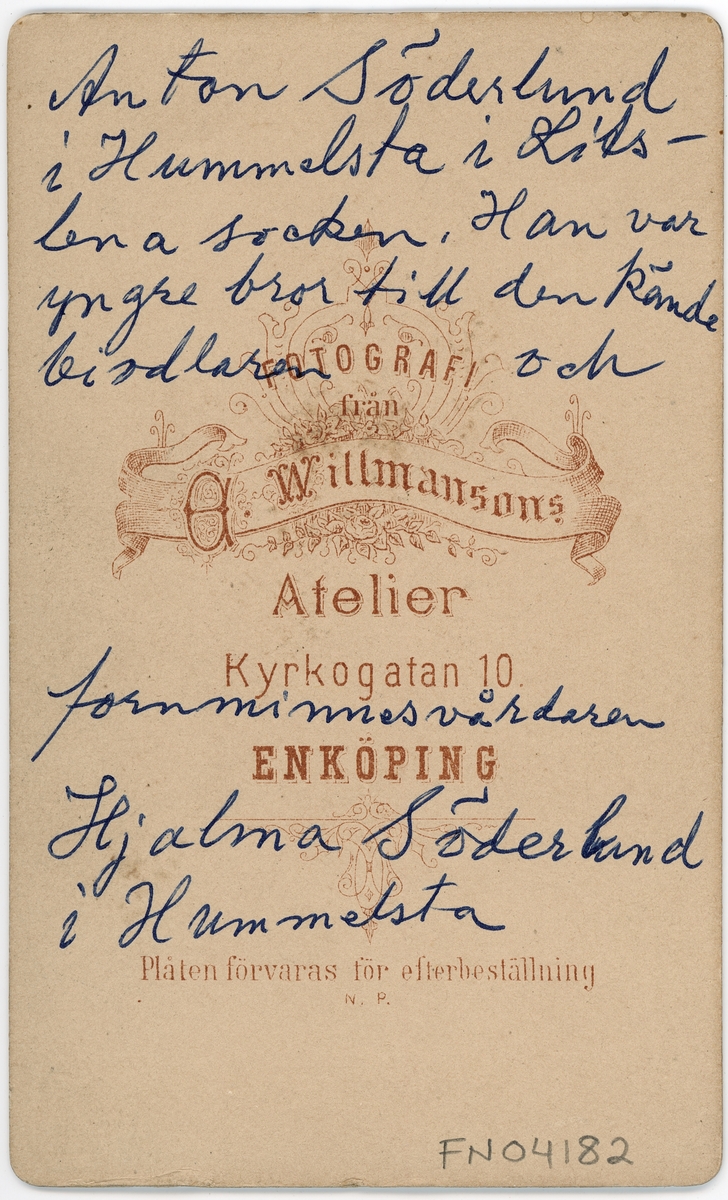 Anton Söderlund
i Hummelsta i Lits-
lena socken. Han var
yngre bror till den kände
biodlaren och
FOTOGRAFI
från
A. Willmansons
Atelier
Kyrkogatan 10.
fornminnesvårdaren
ENKÖPING
Hjalma Söderlund
i Hummelsta
Plåten förvaras för efterbeställning
N. P.
FN04182